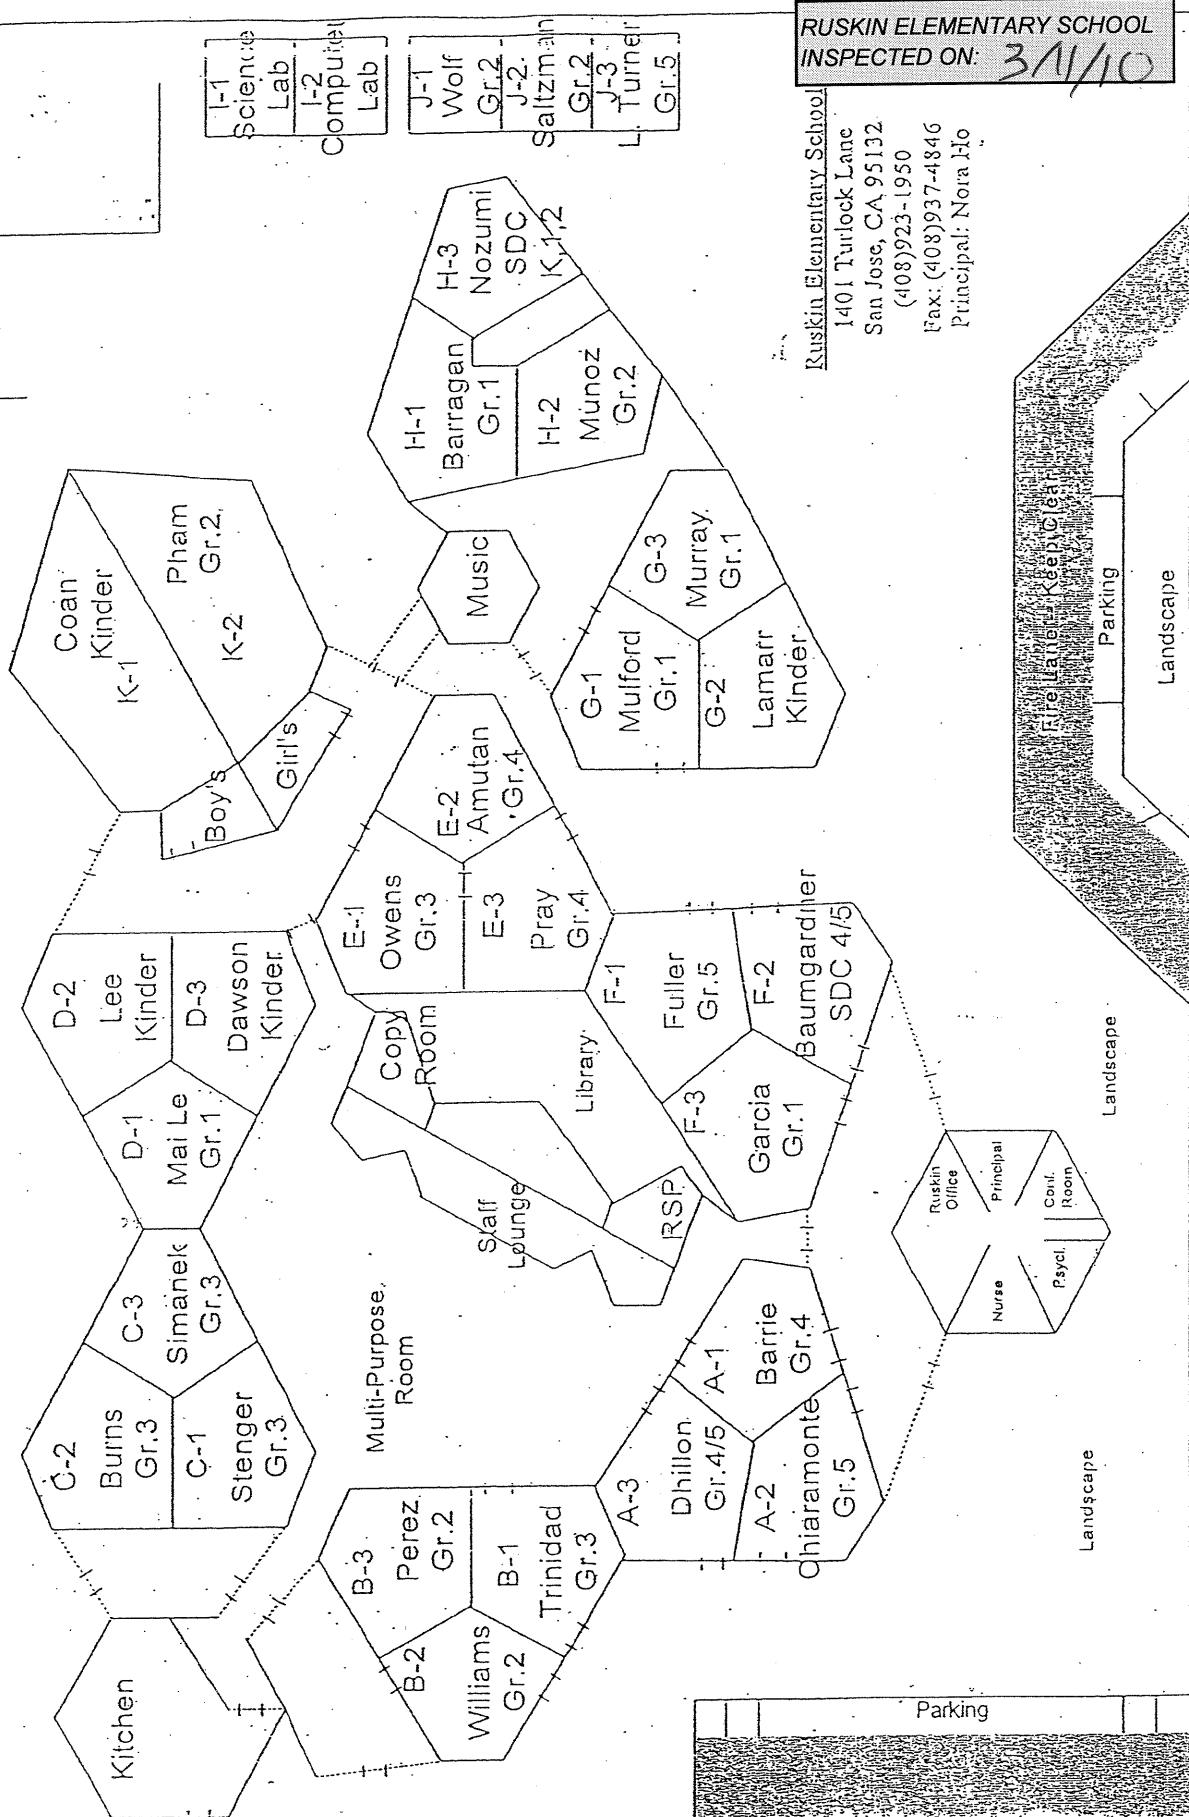 RUSKIN ELEMENTARY SCHOOL
INSPECTED ON: 3/11/10
Ruskin Elementary School
1401 Turlock Lane
San Jose, CA 95132
(408)923-1950
Fax: (408)937-4846
Principal: Nora Ho
I-1
Science
Lab
I-2
Computer
Lab
J-1
Wolf
Gr.2
J-2
Saltzman
Gr.2
J-3
L. Turner
Gr.5
H-3
Nozumi
SDC
K,1,2
H-1
Barragan
Gr.1
H-2
Munoz
Gr.2
Coan
Kinder
K-1
Pham
Gr.2
K-2
Boy's
Girl's
Music
G-3
Murray
Gr.1
G-1
Mulford
Gr.1
G-2
Lamarr
Kinder
E-2
Amutan
Gr.4
E-1
Owens
Gr.3
E-3
Pray
Gr.4
D-2
Lee
Kinder
D-3
Dawson
Kinder
D-1
Mai Le
Gr.1
Copy
Room
Library
Staff
Lounge
RSP
F-1
Fuller
Gr.5
F-2
Baumgardner
SDC 4/5
F-3
Garcia
Gr.1
C-3
Simanek
Gr.3
C-2
Burns
Gr.3
C-1
Stenger
Gr.3
Multi-Purpose
Room
Ruskin
Office
Principal
Conf.
Room
Psycl.
Nurse
A-1
Barrie
Gr.4
A-3
Dhillon
Gr.4/5
A-2
Chiaramonte
Gr.5
B-3
Perez
Gr.2
B-1
Trinidad
Gr.3
B-2
Williams
Gr.2
Kitchen
Fire Lane - Keep Clear
Parking
Landscape
Landscape
Landscape
Parking